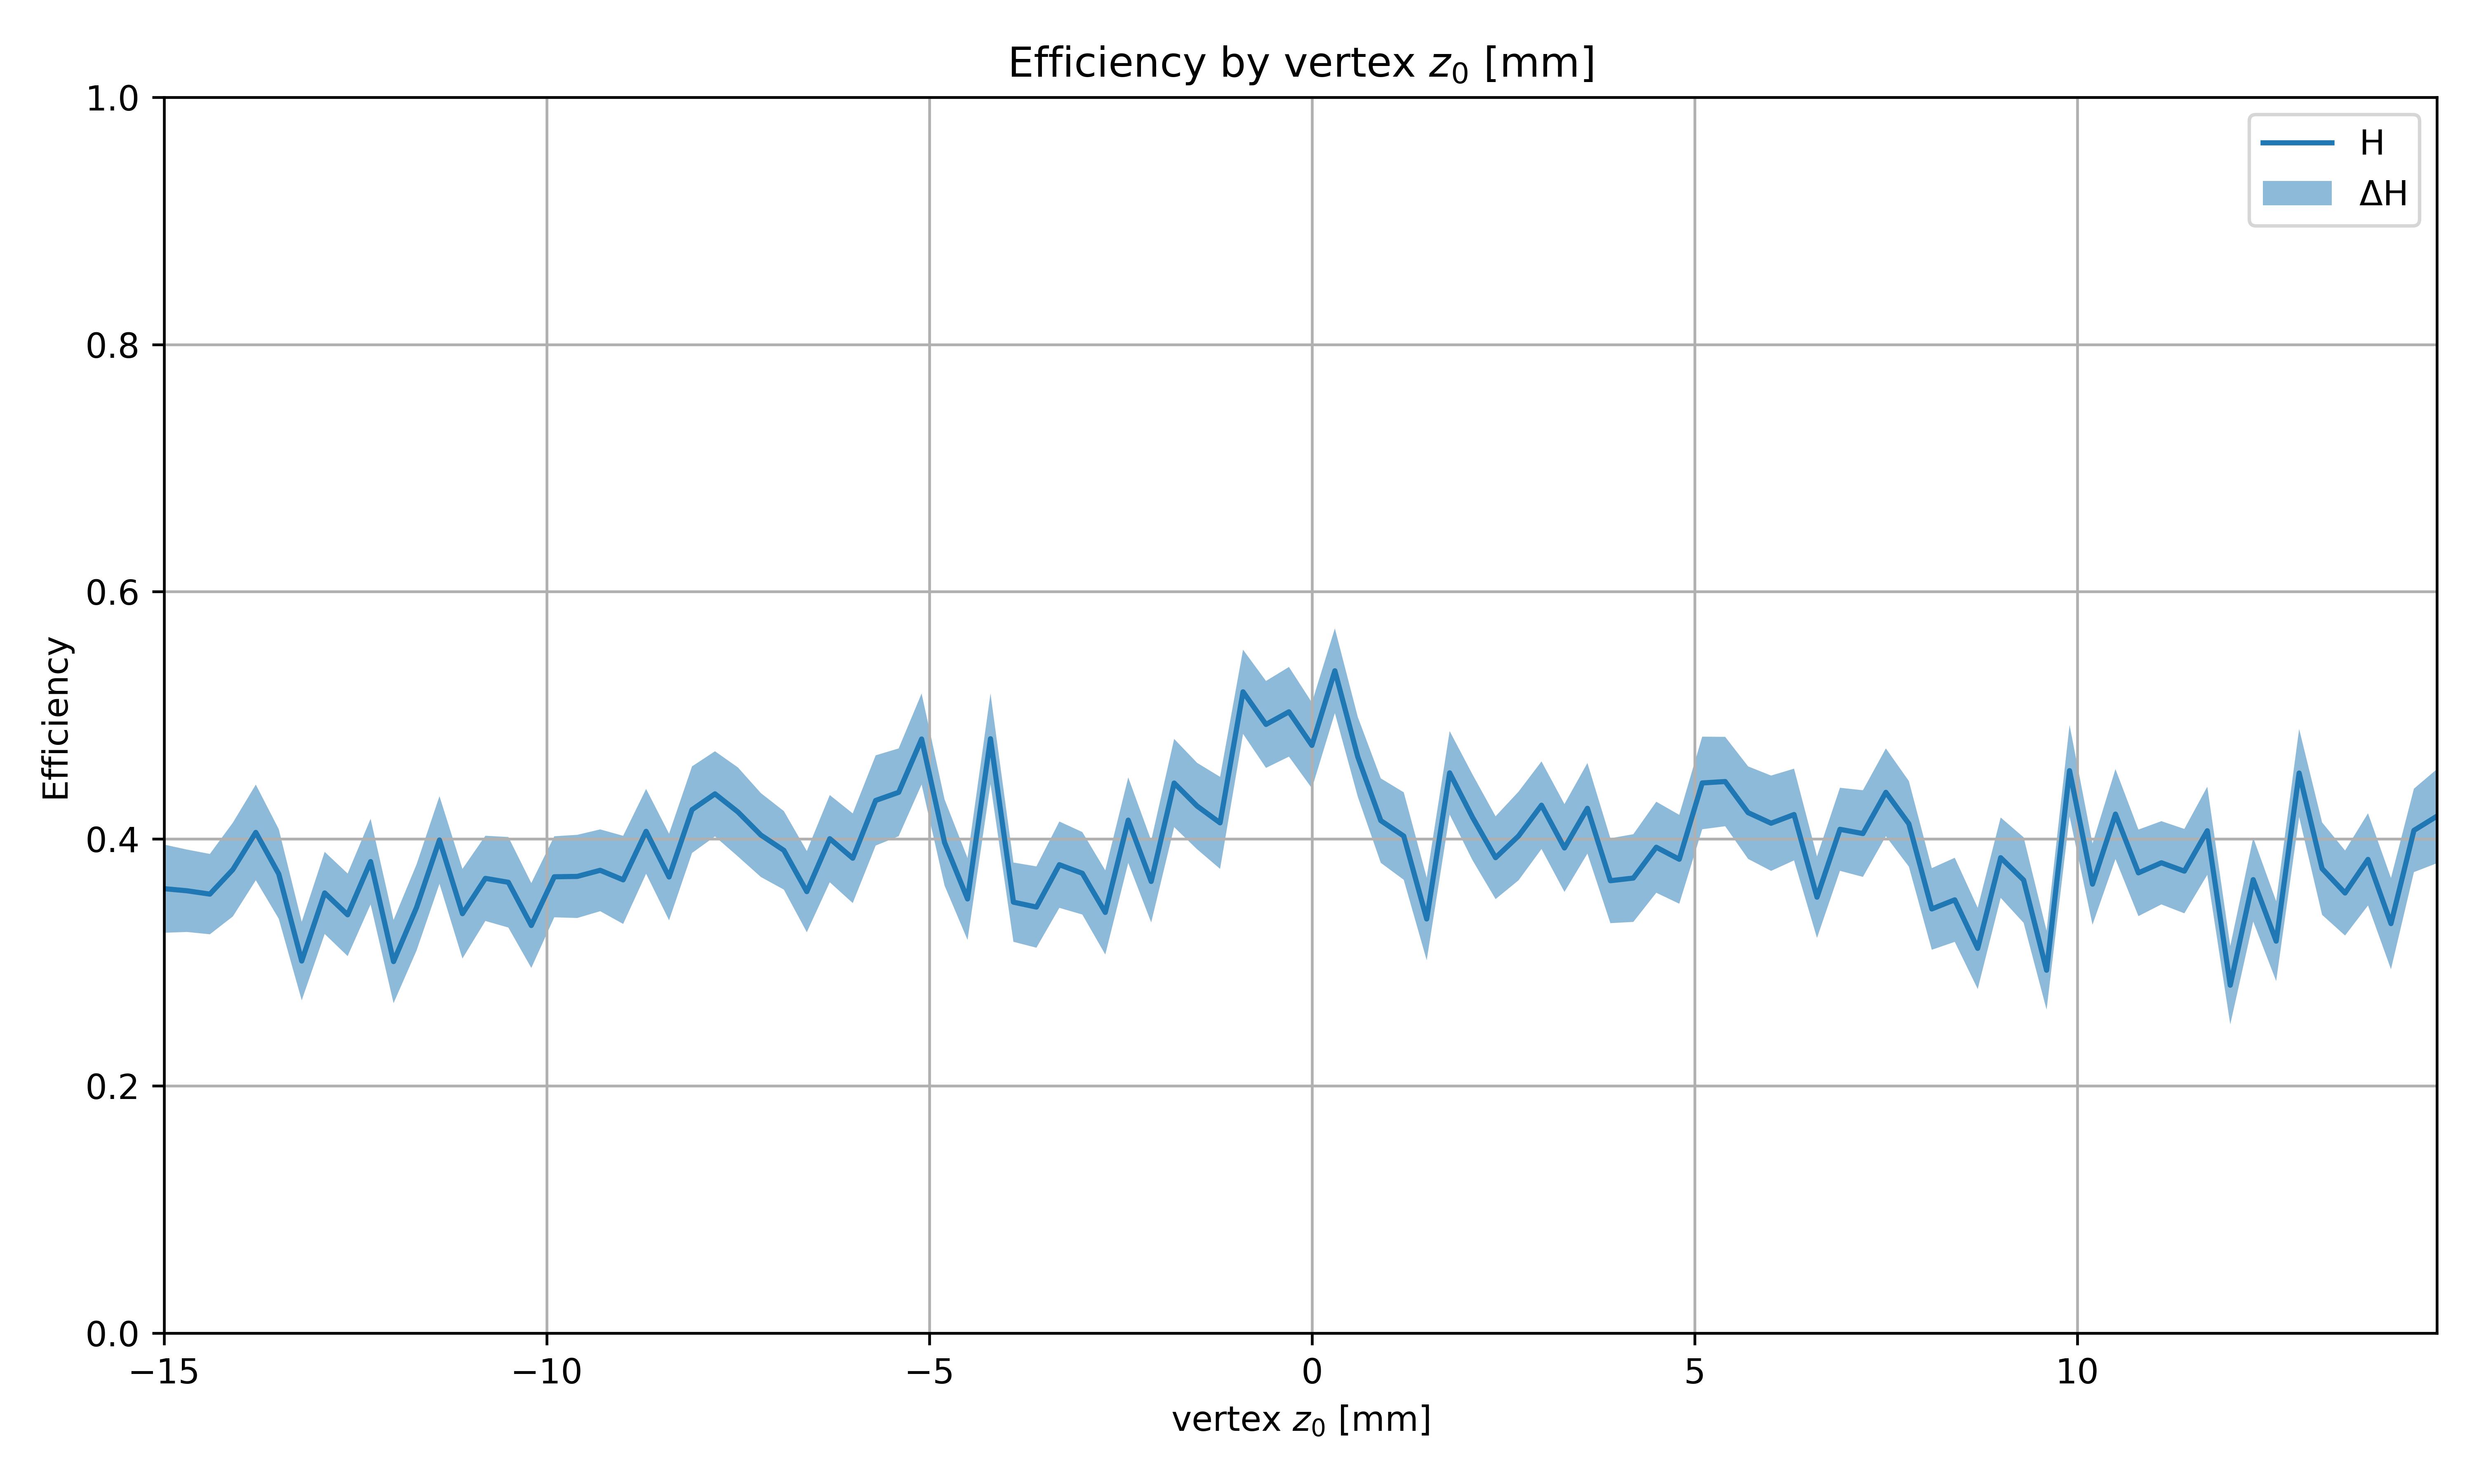 Efficiency by vertex z₀ [mm]
1.0
0.8
0.6
0.4
0.2
0.0
Efficiency
H
ΔH
−15 −10 −5 0 5 10
vertex z₀ [mm]